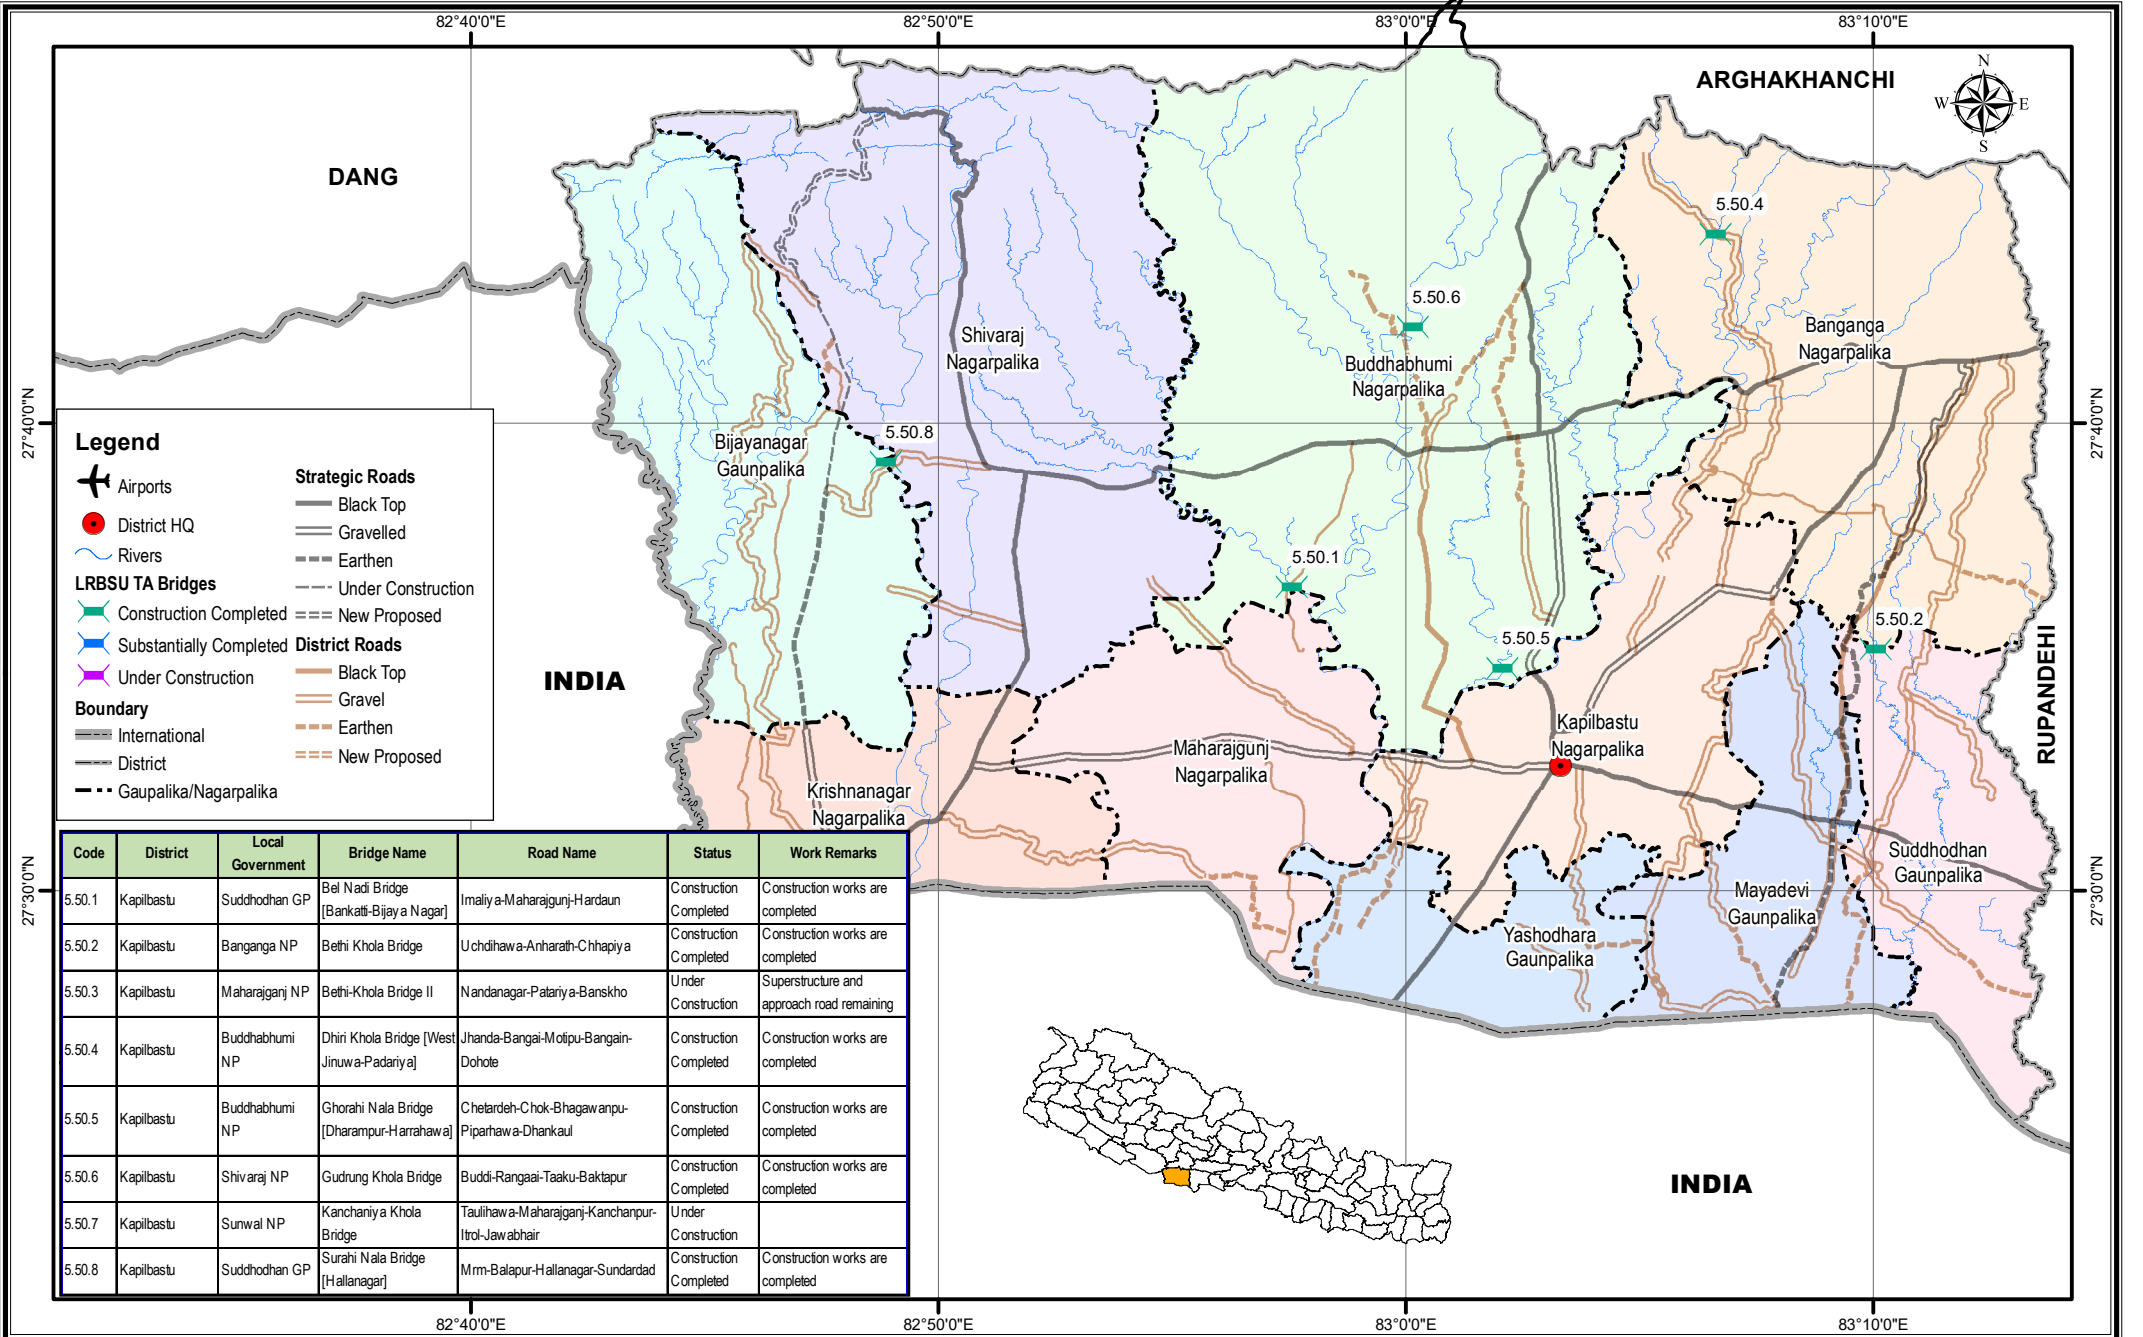 82°40'0"E
82°50'0"E
83°0'0"E
83°10'0"E
ARGHAKHANCHI
N
W
E
S
DANG
5.50.4
5.50.6
Shivaraj
Nagarpalika
Banganga
Nagarpalika
Buddhabhumi
Nagarpalika
27°40'0"N
27°40'0"N
5.50.8
Bijayanagar
Gaunpalika
5.50.1
5.50.2
5.50.5
INDIA
RUPANDEHI
Kapilbastu
Nagarpalika
Maharajgunj
Nagarpalika
Krishnanagar
Nagarpalika
Suddhodhan
Gaunpalika
Mayadevi
Gaunpalika
Yashodhara
Gaunpalika
27°30'0"N
27°30'0"N
INDIA
Legend
Airports
District HQ
Rivers
LRBSU TA Bridges
Construction Completed
Substantially Completed
Under Construction
Boundary
International
District
Gaupalika/Nagarpalika
Strategic Roads
Black Top
Gravelled
Earthen
Under Construction
New Proposed
District Roads
Black Top
Gravel
Earthen
New Proposed
Code District Local Government Bridge Name Road Name Status Work Remarks
5.50.1 Kapilbastu Suddhodhan GP Bel Nadi Bridge [Bankatti-Bijaya Nagar] Imaliya-Maharajgunj-Hardaun Construction Completed Construction works are completed
5.50.2 Kapilbastu Banganga NP Bethi Khola Bridge Uchdihawa-Anharath-Chhapiya Construction Completed Construction works are completed
5.50.3 Kapilbastu Maharajganj NP Bethi-Khola Bridge II Nandanagar-Patariya-Banskho Under Construction Superstructure and approach road remaining
5.50.4 Kapilbastu Buddhabhumi NP Dhiri Khola Bridge [West Jinuwa-Padariya] Jhanda-Bangai-Motipu-Bangain-Dohote Construction Completed Construction works are completed
5.50.5 Kapilbastu Buddhabhumi NP Ghorahi Nala Bridge [Dharampur-Harrahawa] Chetardeh-Chok-Bhagawanpu-Piparhawa-Dhankaul Construction Completed Construction works are completed
5.50.6 Kapilbastu Shivaraj NP Gudrung Khola Bridge Buddi-Rangaai-Taaku-Baktapur Construction Completed Construction works are completed
5.50.7 Kapilbastu Sunwal NP Kanchaniya Khola Bridge Taulihawa-Maharajganj-Kanchanpur-Itrol-Jawabhair Under Construction
5.50.8 Kapilbastu Suddhodhan GP Surahi Nala Bridge [Hallanagar] Mrm-Balapur-Hallanagar-Sundardad Construction Completed Construction works are completed
82°40'0"E
82°50'0"E
83°0'0"E
83°10'0"E